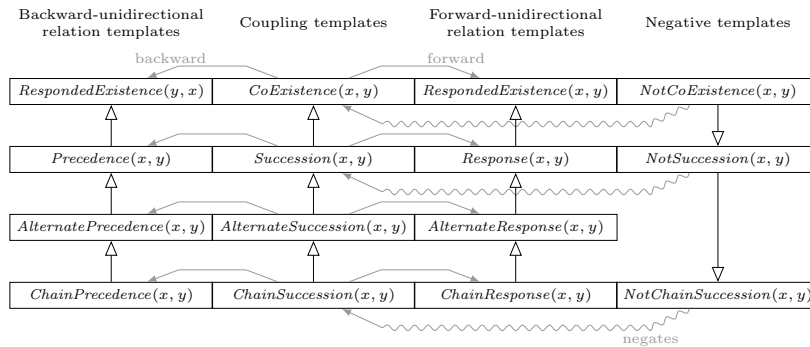 Backward-unidirectional
relation templates
Coupling templates
Forward-unidirectional
relation templates
Negative templates
backward
forward
RespondedExistence(y, x)
CoExistence(x, y)
RespondedExistence(x, y)
NotCoExistence(x, y)
Precedence(x, y)
Succession(x, y)
Response(x, y)
NotSuccession(x, y)
AlternatePrecedence(x, y)
AlternateSuccession(x, y)
AlternateResponse(x, y)
ChainPrecedence(x, y)
ChainSuccession(x, y)
ChainResponse(x, y)
NotChainSuccession(x, y)
negates